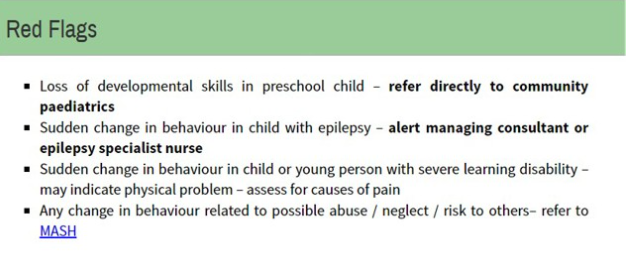 Red Flags
▪ Loss of developmental skills in preschool child – refer directly to community
paediatrics
▪ Sudden change in behaviour in child with epilepsy – alert managing consultant or
epilepsy specialist nurse
▪ Sudden change in behaviour in child or young person with severe learning disability –
may indicate physical problem – assess for causes of pain
▪ Any change in behaviour related to possible abuse / neglect / risk to others– refer to
MASH